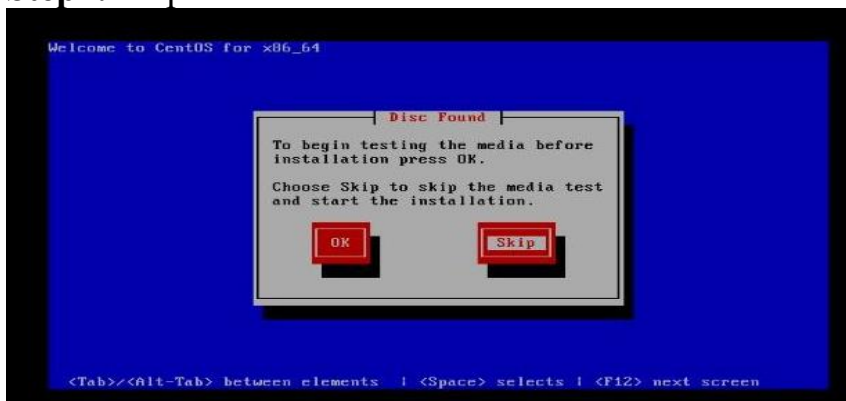 Welcome to CentOS for x86_64
Disc Found
To begin testing the media before
installation press OK.
Choose Skip to skip the media test
and start the installation.
OK Skip
<Tab>/<Alt-Tab> between elements | <Space> selects | <F12> next screen